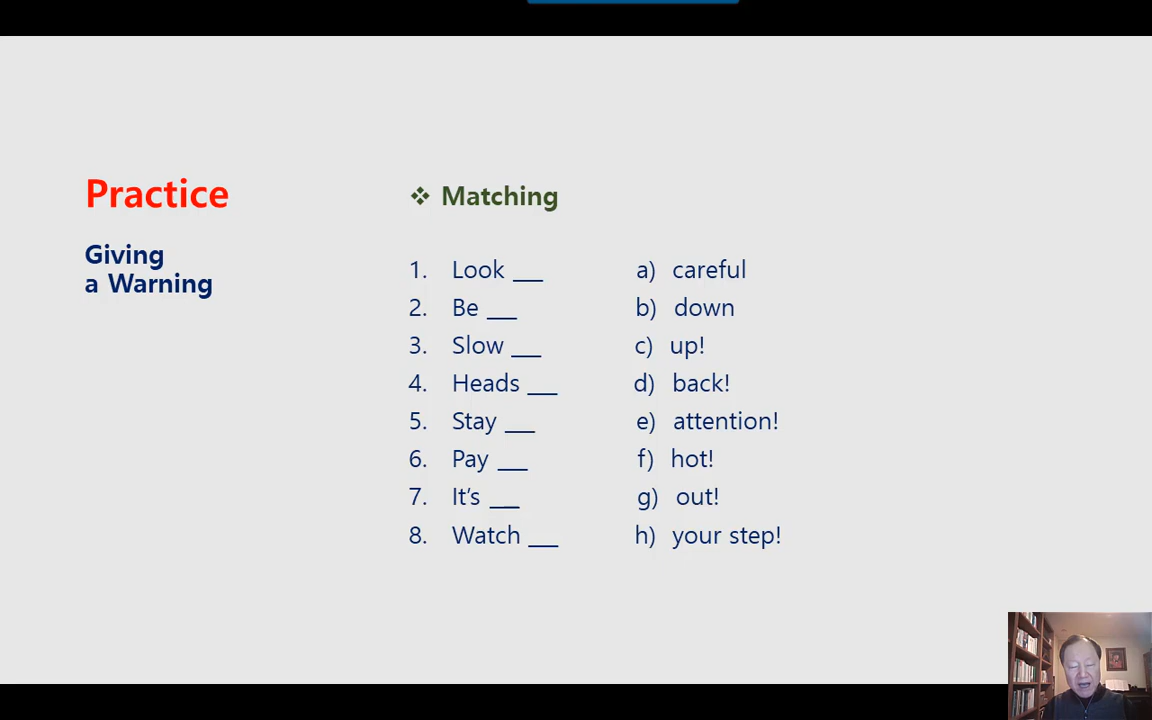 Practice
Giving
a Warning
❖ Matching
1. Look ___ a) careful
2. Be ___ b) down
3. Slow ___ c) up!
4. Heads ___ d) back!
5. Stay ___ e) attention!
6. Pay ___ f) hot!
7. It's ___ g) out!
8. Watch ___ h) your step!